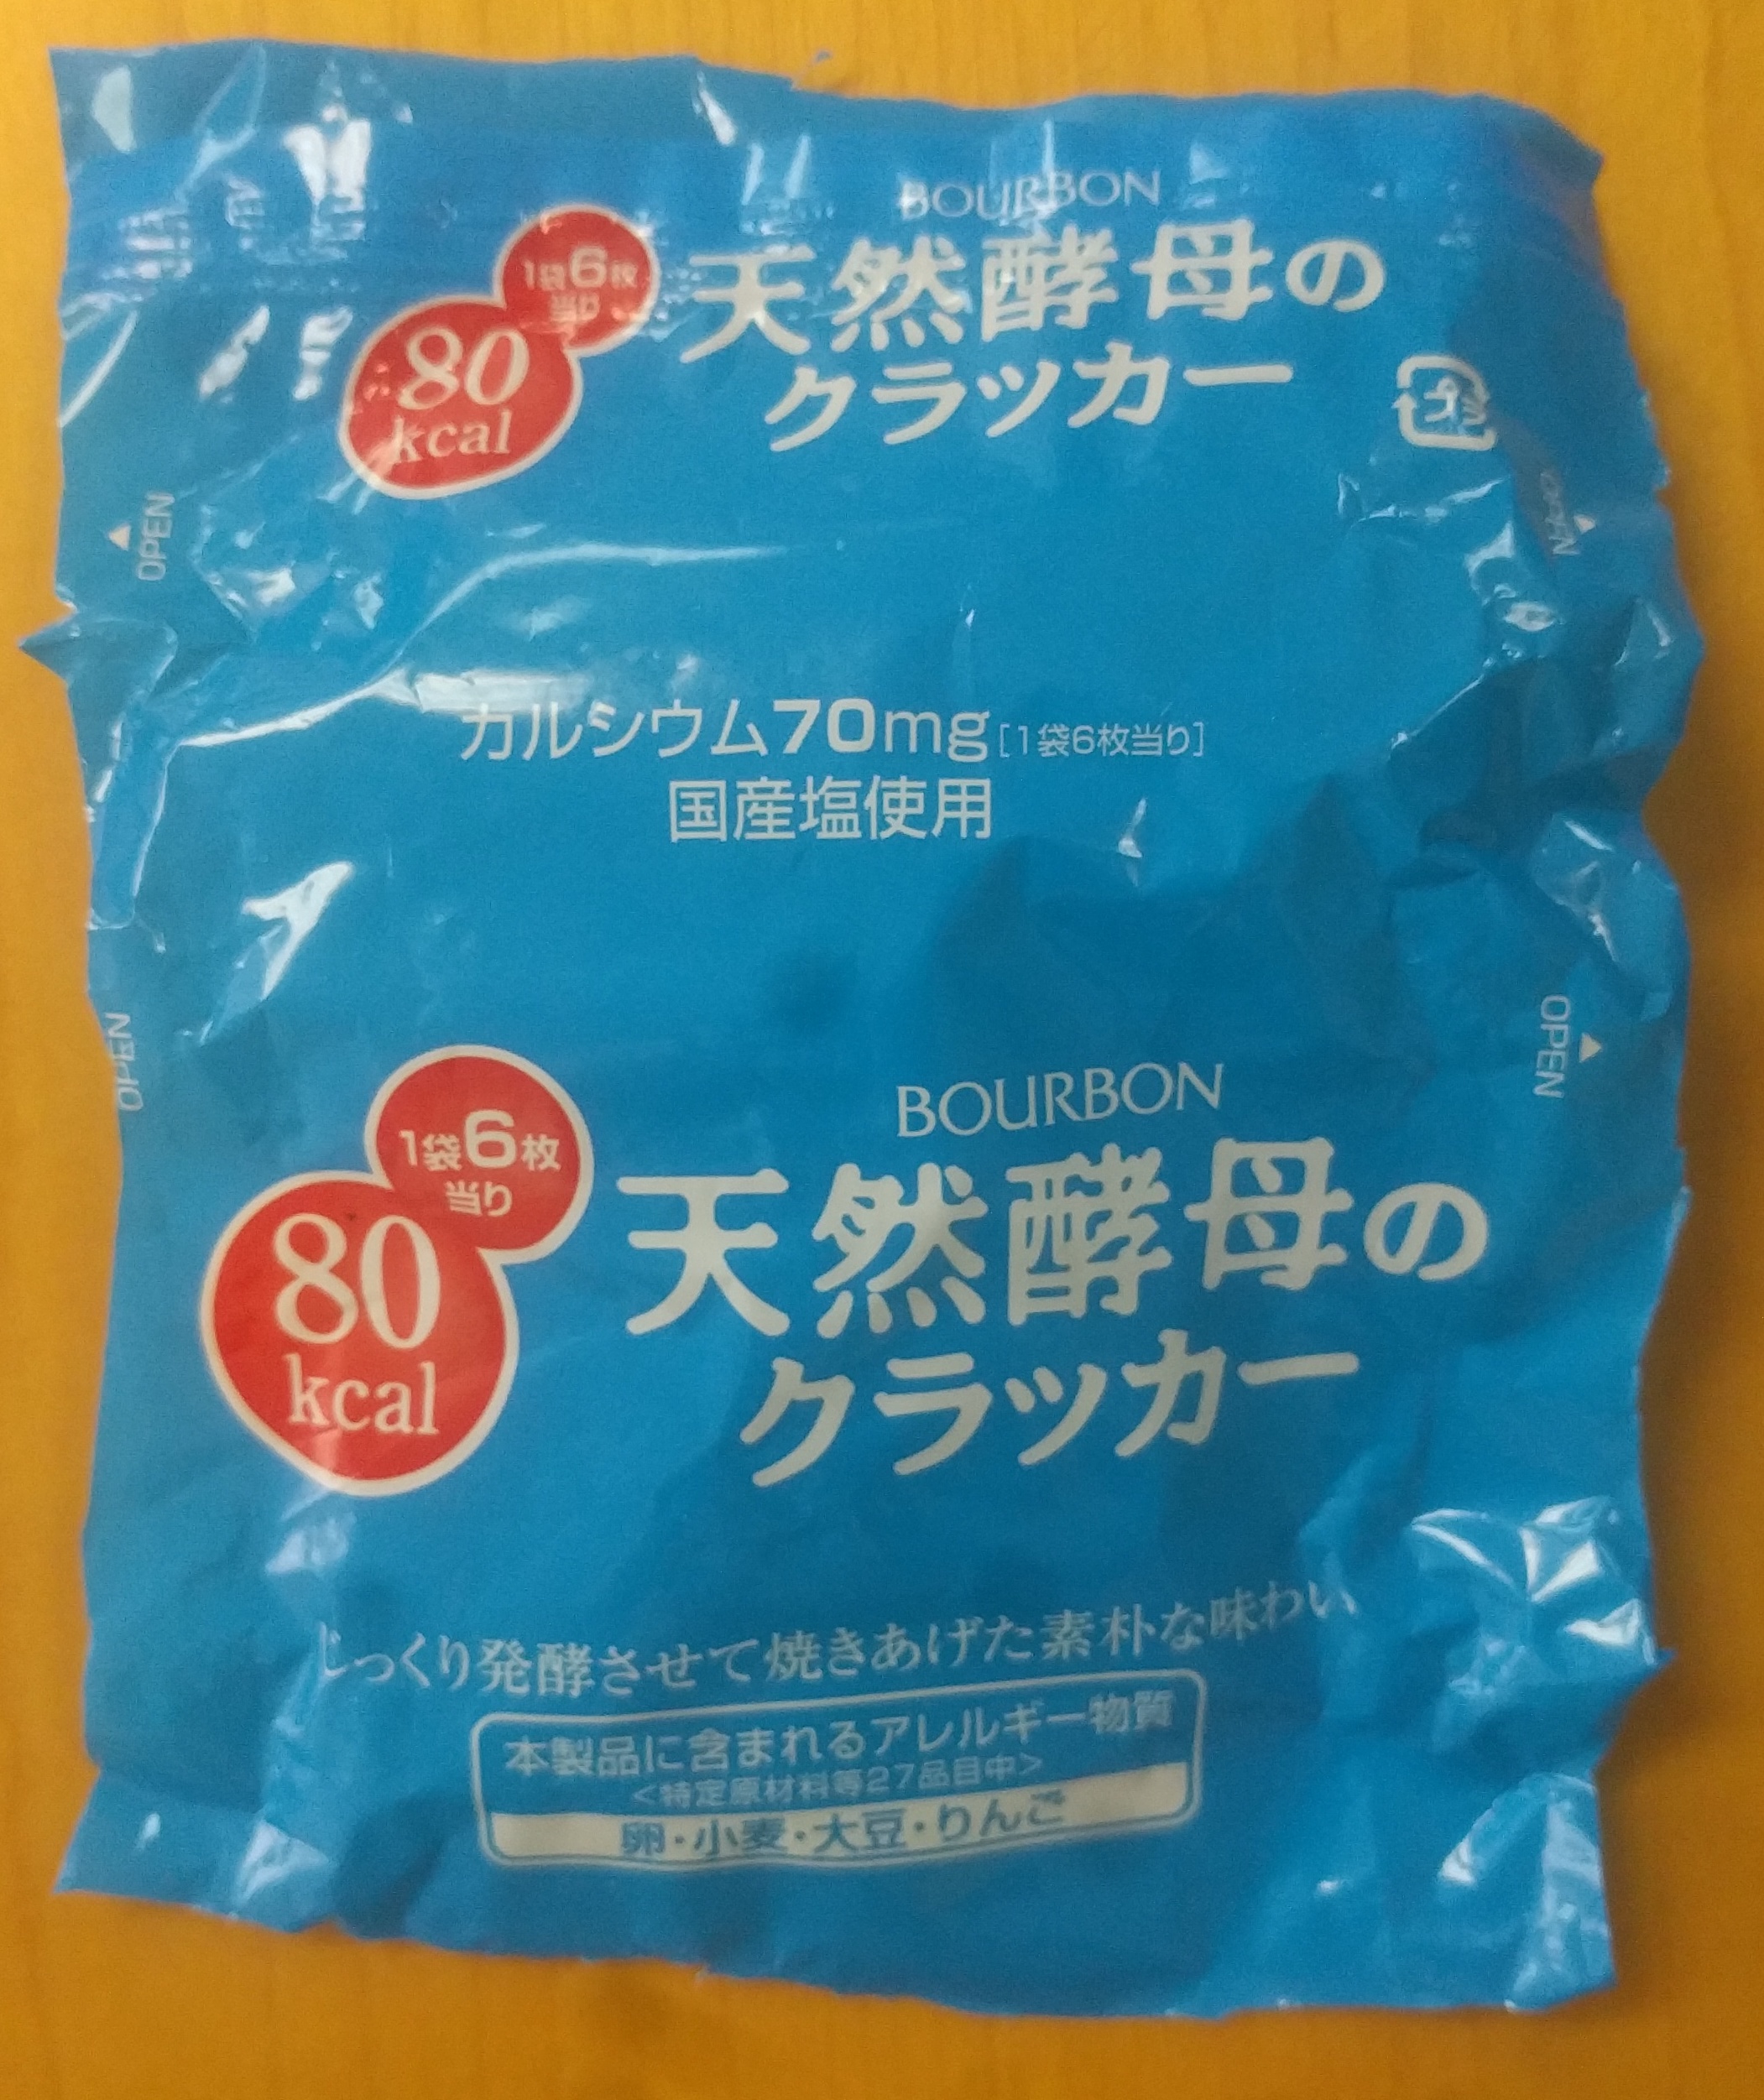 BOURBON
1袋6枚
当り
天然酵母の
80
kcal
クラッカー
プラ
OPEN
OPEN
カルシウム70mg[1袋6枚当り]
国産塩使用
OPEN
OPEN
BOURBON
1袋6枚
当り
天然酵母の
80
kcal
クラッカー
じっくり発酵させて焼きあげた素朴な味わい
本製品に含まれるアレルギー物質
<特定原材料等27品目中>
卵・小麦・大豆・りんご